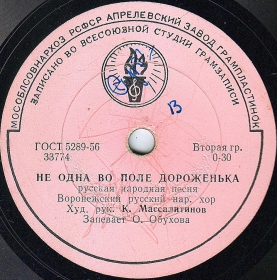 МОСОБЛСОВНАРХОЗ РСФСР АПРЕЛЕВСКИЙ ЗАВОД ГРАМПЛАСТИНОК
ЗАПИСАНО ВО ВСЕСОЮЗНОЙ СТУДИИ ГРАМЗАПИСИ
В
ГОСТ 5289-56 Вторая гр.
33774 0-30
НЕ ОДНА ВО ПОЛЕ ДОРОЖЕНЬКА
русская народная песня
Воронежский русский нар. хор
Худ. рук. К. Массалитинов
Запевает О. Обухова